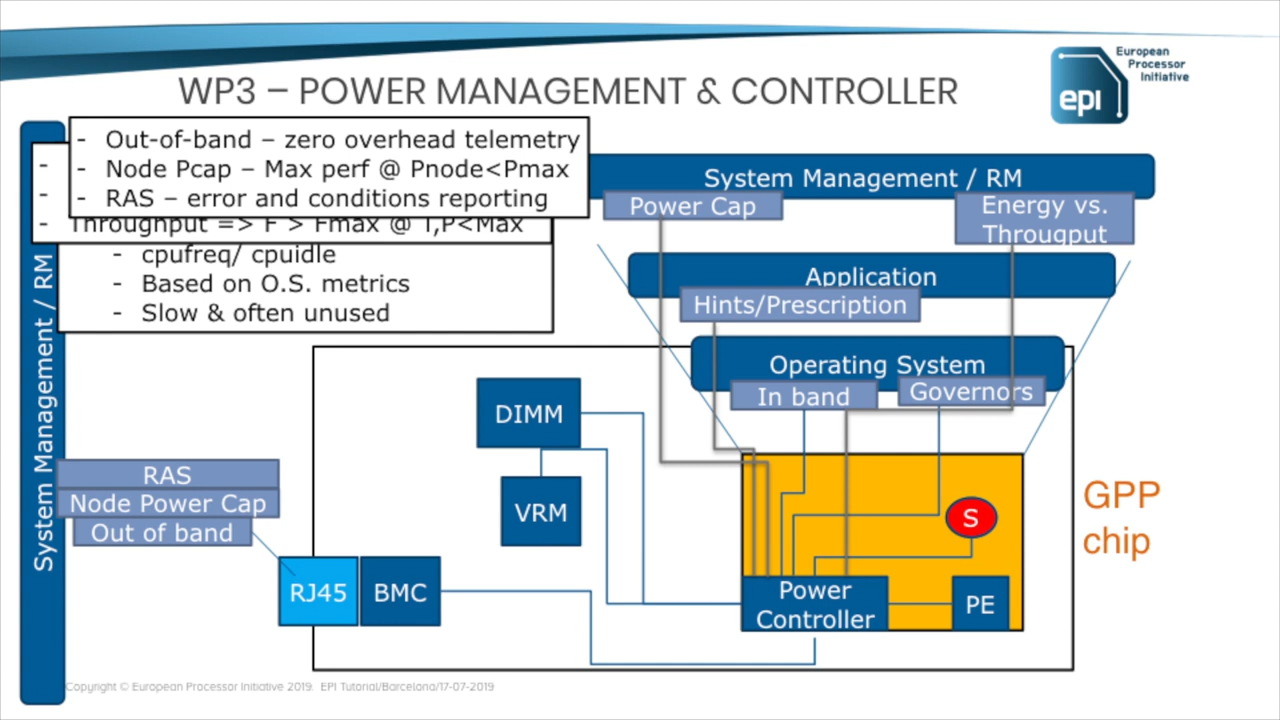 European
Processor
Initiative
epi
WP3 – POWER MANAGEMENT & CONTROLLER
- Out-of-band – zero overhead telemetry
- Node Pcap – Max perf @ Pnode<Pmax
- RAS – error and conditions reporting
-
-
- Throughput => F > Fmax @ T,P<Max
- cpufreq/ cpuidle
- Based on O.S. metrics
- Slow & often unused
System Management / RM
System Management / RM
Power Cap
Energy vs.
Througput
Application
Hints/Prescription
Operating System
In band
Governors
DIMM
VRM
RAS
Node Power Cap
Out of band
RJ45
BMC
S
Power
Controller
PE
GPP
chip
Copyright © European Processor Initiative 2019. EPI Tutorial/Barcelona/17-07-2019